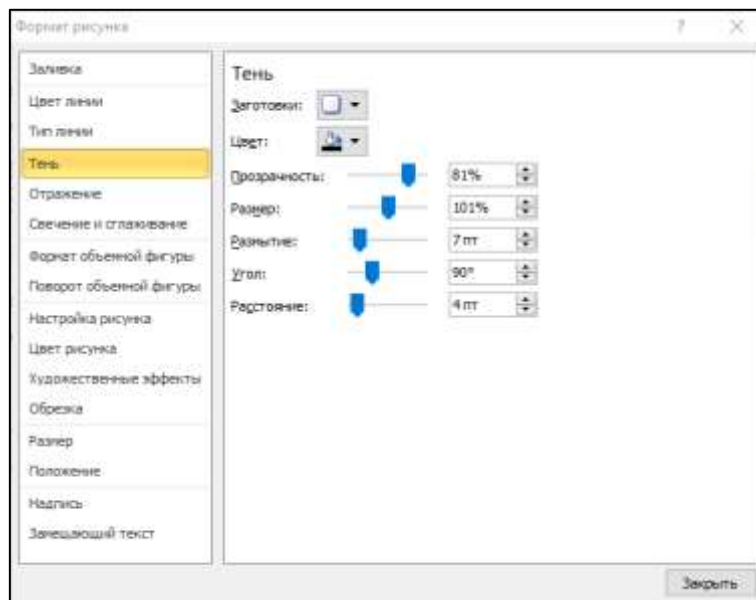 Формат рисунка
Заливка
Цвет линии
Тип линии
Тень
Отражение
Свечение и сглаживание
Формат объемной фигуры
Поворот объемной фигуры
Настройка рисунка
Цвет рисунка
Художественные эффекты
Обрезка
Размер
Положение
Надпись
Замещающий текст
Тень
Заготовки:
Цвет:
Прозрачность: 81%
Размер: 101%
Размытие: 7 пт
Угол: 90°
Расстояние: 4 пт
Закрыть